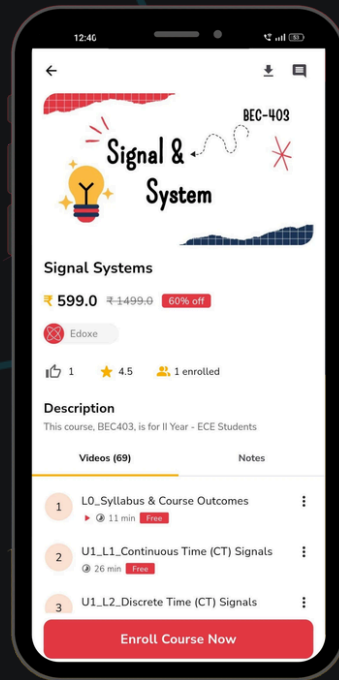 12:40
BEC-403
Signal &
System
Signal Systems
₹ 599.0 ₹ 1499.0 60% off
Edoxe
1 4.5 1 enrolled
Description
This course, BEC403, is for II Year - ECE Students
Videos (69) Notes
1 L0_Syllabus & Course Outcomes
11 min Free
2 U1_L1_Continuous Time (CT) Signals
26 min Free
3 U1_L2_Discrete Time (CT) Signals
Enroll Course Now